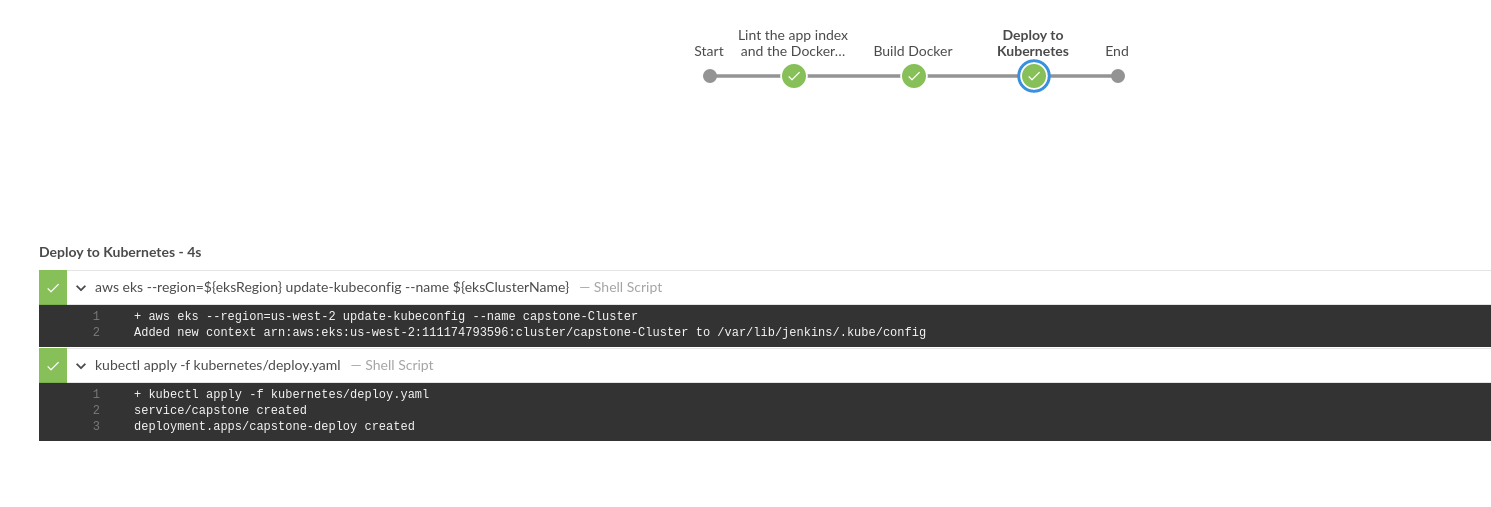 Start
Lint the app index
and the Docker...
Build Docker
Deploy to
Kubernetes
End
Deploy to Kubernetes - 4s
aws eks --region=${eksRegion} update-kubeconfig --name ${eksClusterName} — Shell Script
1 + aws eks --region=us-west-2 update-kubeconfig --name capstone-Cluster
2 Added new context arn:aws:eks:us-west-2:111174793596:cluster/capstone-Cluster to /var/lib/jenkins/.kube/config
kubectl apply -f kubernetes/deploy.yaml — Shell Script
1 + kubectl apply -f kubernetes/deploy.yaml
2 service/capstone created
3 deployment.apps/capstone-deploy created